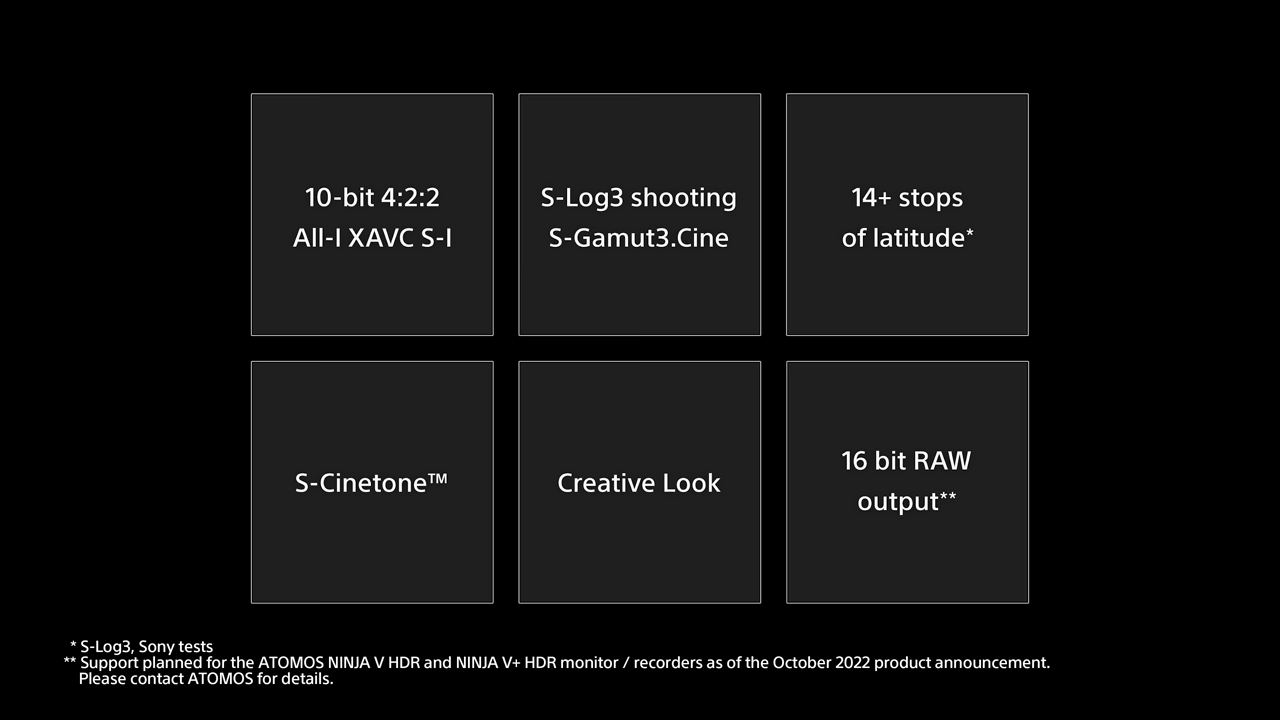 10-bit 4:2:2
All-I XAVC S-I
S-Log3 shooting
S-Gamut3.Cine
14+ stops
of latitude*
S-Cinetone™
Creative Look
16 bit RAW
output**
* S-Log3, Sony tests
** Support planned for the ATOMOS NINJA V HDR and NINJA V+ HDR monitor / recorders as of the October 2022 product announcement.
Please contact ATOMOS for details.